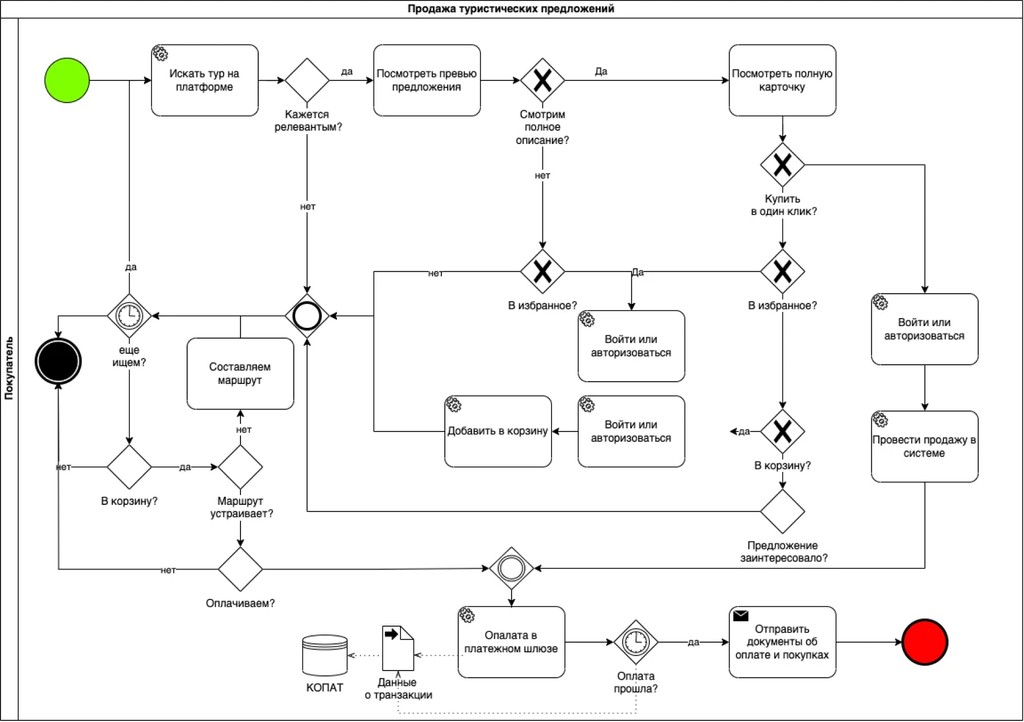 Продажа туристических предложений
Покупатель
Искать тур на
платформе
Кажется
релевантым?
да
Посмотреть превью
предложения
Смотрим
полное
описание?
Да
Посмотреть полную
карточку
Купить
в один клик?
нет
нет
да
нет
В избранное?
Да
В избранное?
Войти или
авторизоваться
Войти или
авторизоваться
еще
ищем?
Составляем
маршрут
нет
Добавить в корзину
Войти или
авторизоваться
да
В корзину?
Провести продажу в
системе
нет
В корзину?
да
Маршрут
устраивает?
Предложение
заинтересовало?
нет
Оплачиваем?
Опалата в
платежном шлюзе
Оплата
прошла?
да
Отправить
документы об
оплате и покупках
КОПАТ
Данные
о транзакции